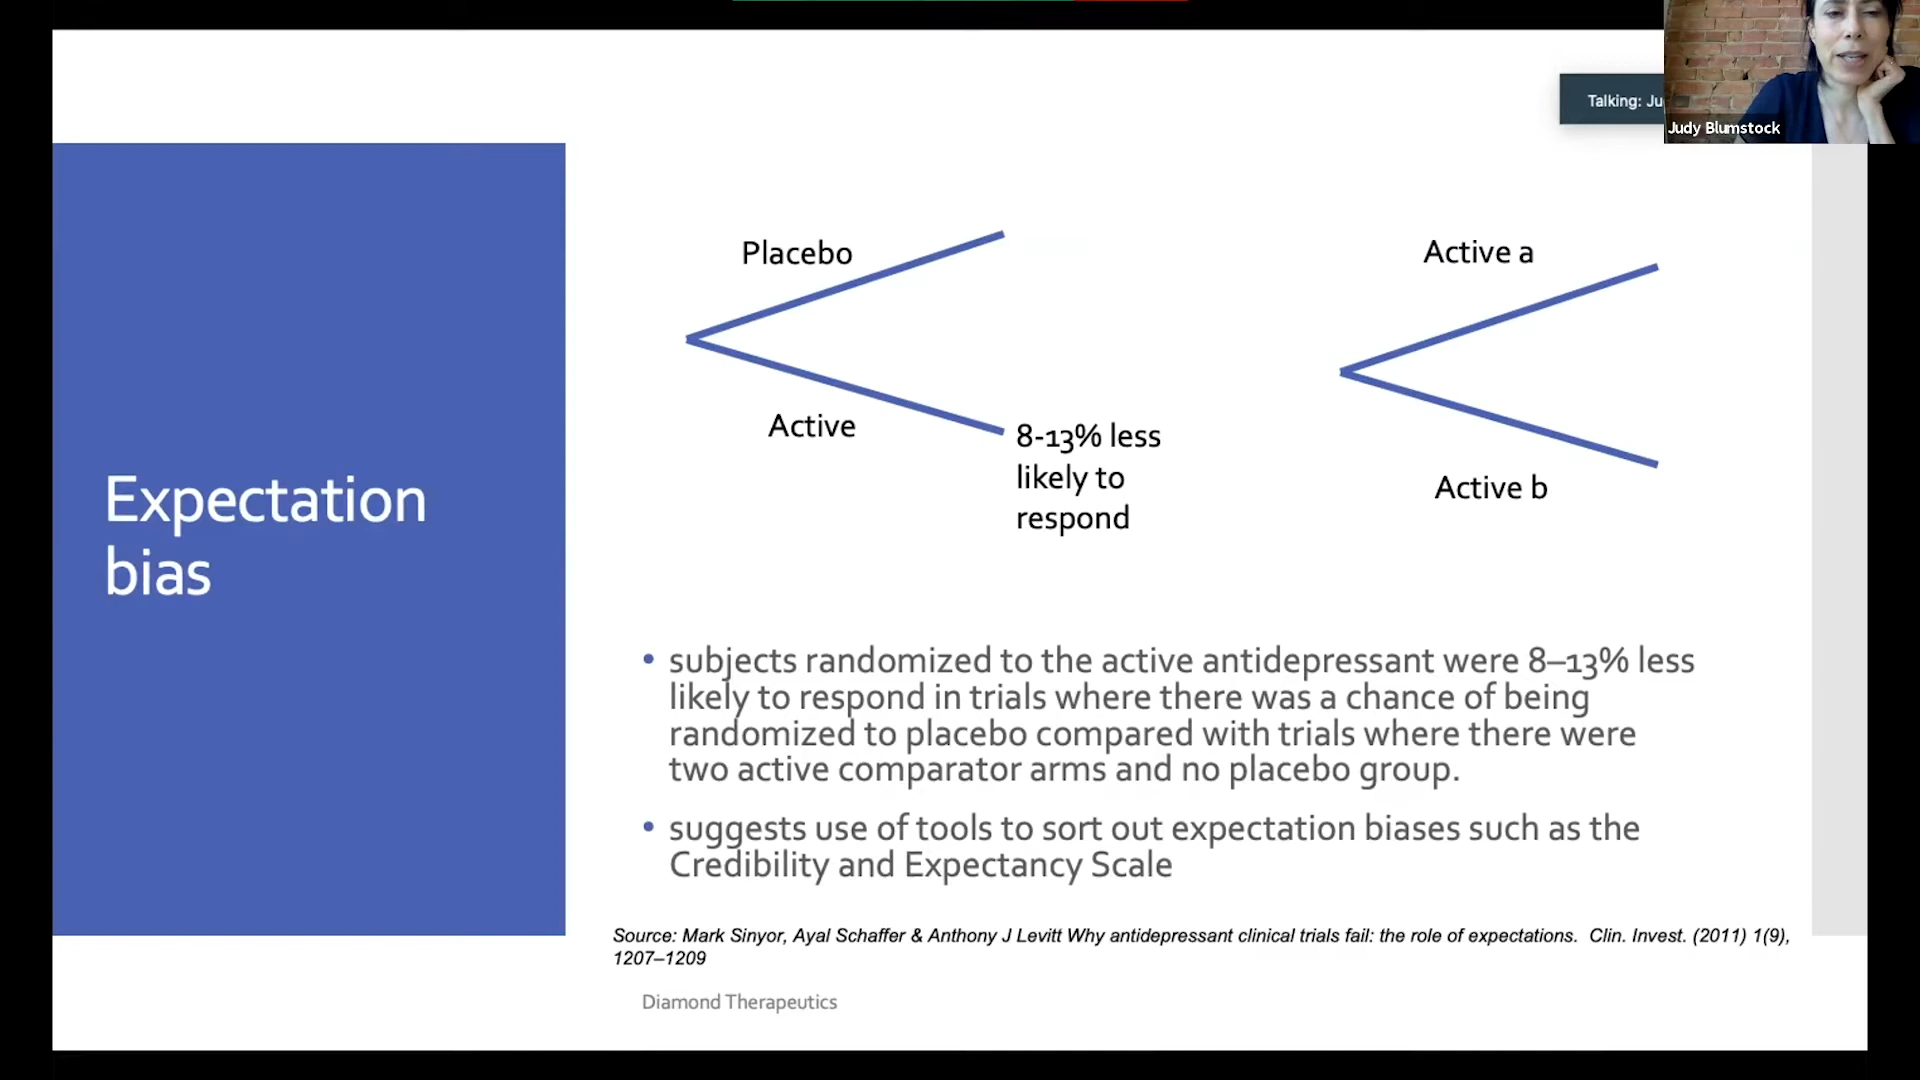 Talking: Ju
Judy Blumstock
Expectation
bias
Placebo
Active
8-13% less
likely to
respond
Active a
Active b
• subjects randomized to the active antidepressant were 8–13% less
likely to respond in trials where there was a chance of being
randomized to placebo compared with trials where there were
two active comparator arms and no placebo group.
• suggests use of tools to sort out expectation biases such as the
Credibility and Expectancy Scale
Source: Mark Sinyor, Ayal Schaffer & Anthony J Levitt Why antidepressant clinical trials fail: the role of expectations.  Clin. Invest. (2011) 1(9),
1207–1209
Diamond Therapeutics